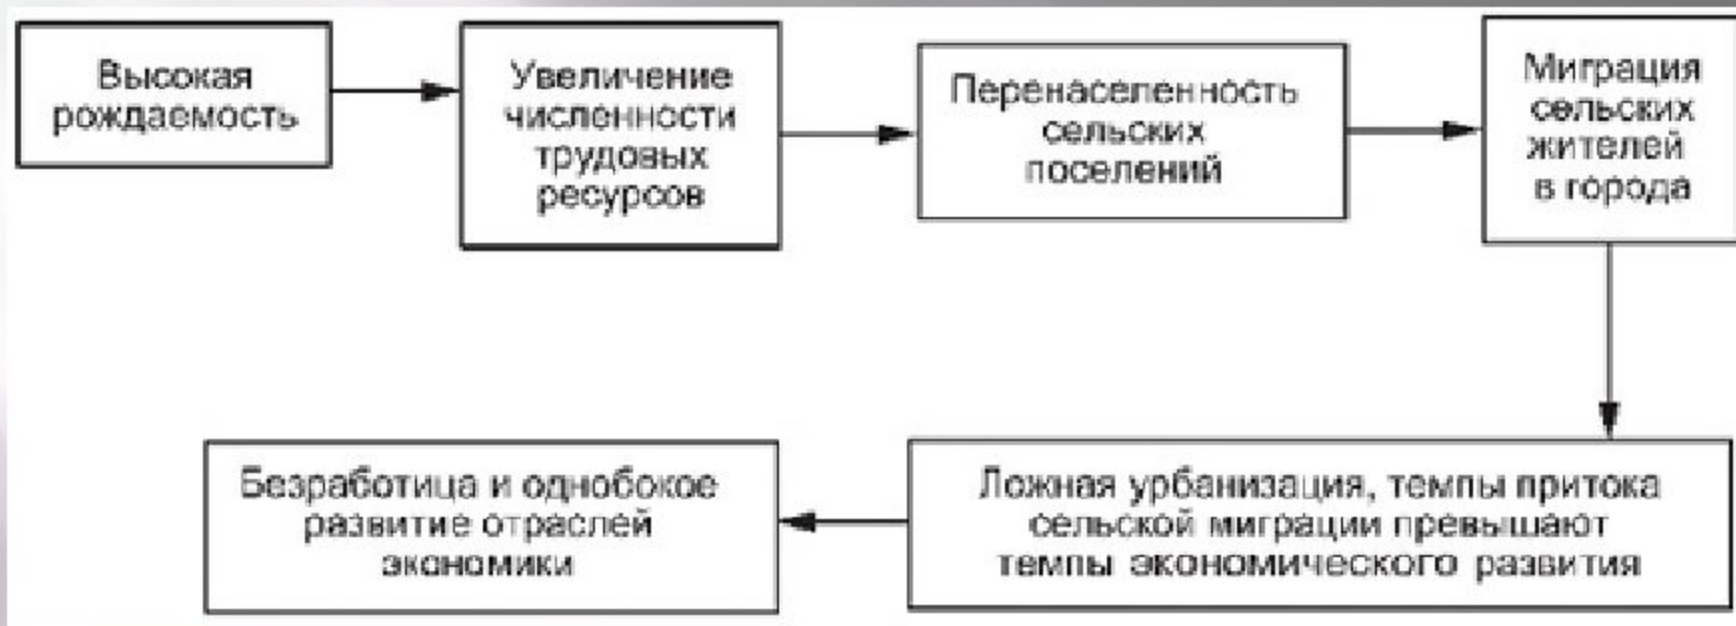 Высокая
рождаемость
Увеличение
численности
трудовых
ресурсов
Перенаселенность
сельских
поселений
Миграция
сельских
жителей
в города
Ложная урбанизация, темпы притока
сельской миграции превышают
темпы экономического развития
Безработица и однобокое
развитие отраслей
экономики